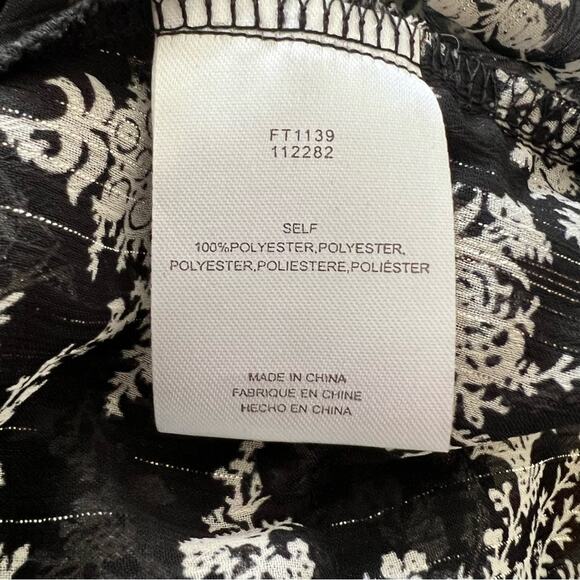 FT1139
112282
SELF
100%POLYESTER,POLYESTER,
POLYESTER,POLIESTERE,POLIÉSTER
MADE IN CHINA
FABRIQUE EN CHINE
HECHO EN CHINA